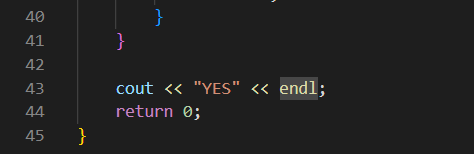 40 }
41 }
42
43 cout << "YES" << endl;
44 return 0;
45 }